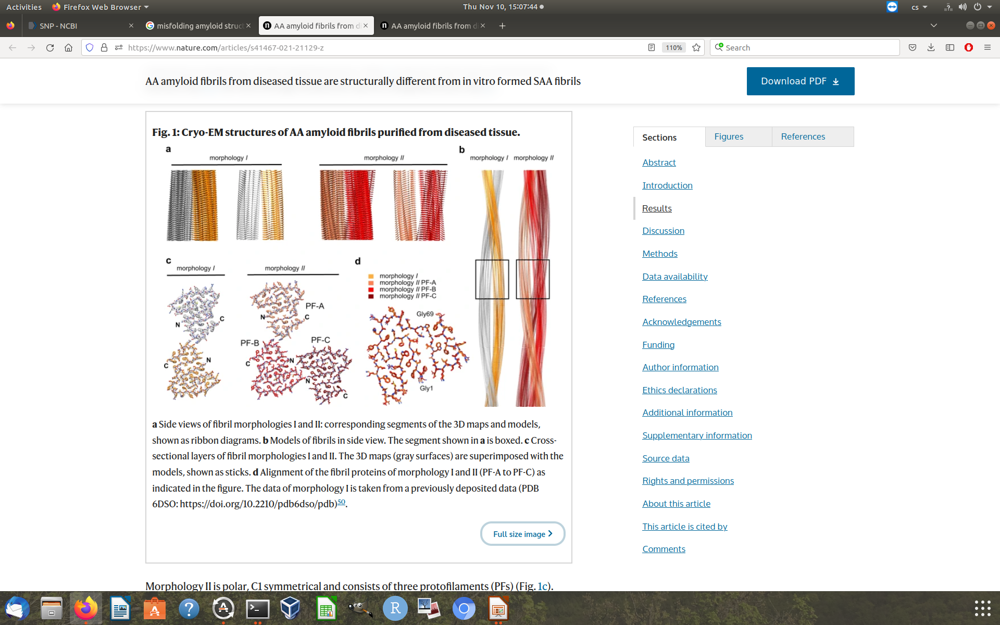 Activities
Firefox Web Browser
Thu Nov 10, 15:07:44
cs
SNP - NCBI
misfolding amyloid struct
AA amyloid fibrils from di
AA amyloid fibrils from di
https://www.nature.com/articles/s41467-021-21129-z
110%
Search
AA amyloid fibrils from diseased tissue are structurally different from in vitro formed SAA fibrils
Download PDF
Fig. 1: Cryo-EM structures of AA amyloid fibrils purified from diseased tissue.
a
morphology I
morphology II
b
morphology I
morphology II
c
morphology I
morphology II
d
morphology I
morphology II PF-A
morphology II PF-B
morphology II PF-C
PF-A
N
C
C
N
PF-B
PF-C
N
C
C
N
N
C
Gly69
Gly1
a Side views of fibril morphologies I and II: corresponding segments of the 3D maps and models,
shown as ribbon diagrams. b Models of fibrils in side view. The segment shown in a is boxed. c Cross-
sectional layers of fibril morphologies I and II. The 3D maps (gray surfaces) are superimposed with the
models, shown as sticks. d Alignment of the fibril proteins of morphology I and II (PF-A to PF-C) as
indicated in the figure. The data of morphology I is taken from a previously deposited data (PDB
6DSO: https://doi.org/10.2210/pdb6dso/pdb)50.
Full size image
Morphology II is polar, C1 symmetrical and consists of three protofilaments (PFs) (Fig. 1c).
Sections
Figures
References
Abstract
Introduction
Results
Discussion
Methods
Data availability
References
Acknowledgements
Funding
Author information
Ethics declarations
Additional information
Supplementary information
Source data
Rights and permissions
About this article
This article is cited by
Comments